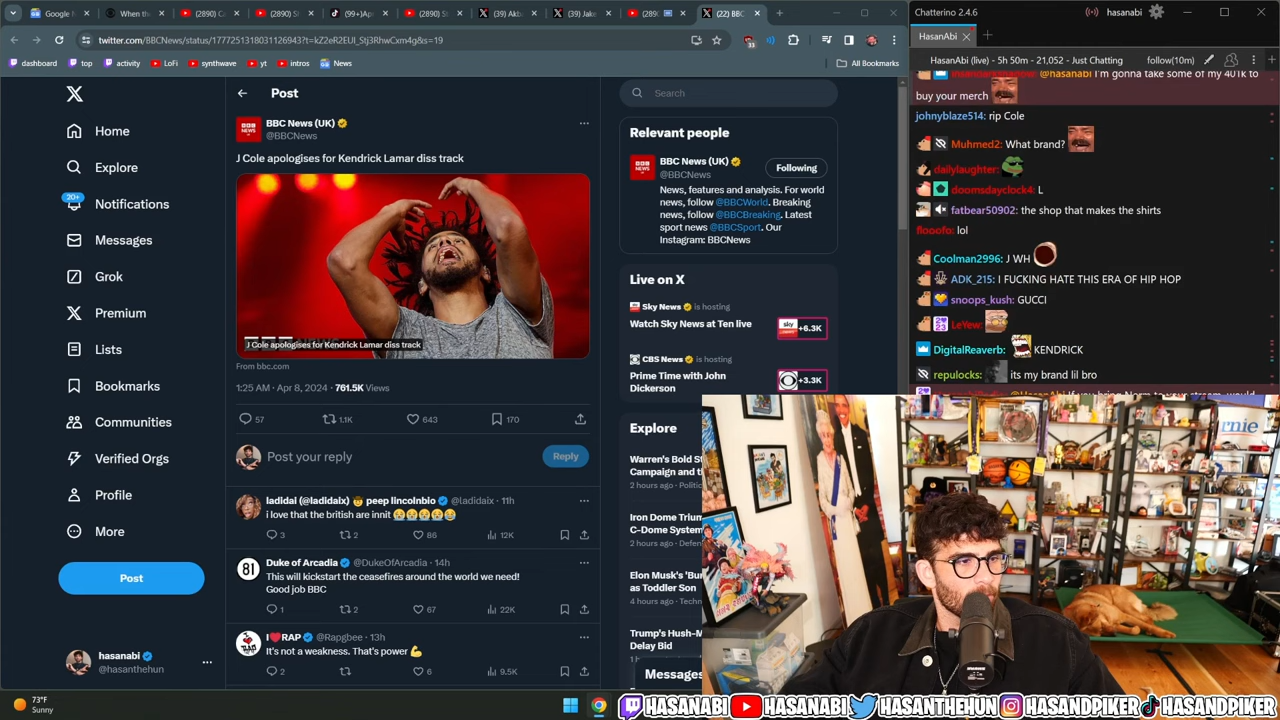 Google N
When the
(2890) C
(2890) S
(99+) Ap
(2890) S
(39) Akb
(39) Jak
(2890)
(22) BBC
twitter.com/BBCNews/status/1777251318031126943?t=kZ2eR2EUl_Stj3RhwCxm4g&s=19
33
dashboard
top
activity
LoFi
synthwave
yt
intros
News
All Bookmarks
Home
Explore
20+
Notifications
Messages
Grok
Premium
Lists
Bookmarks
Communities
Verified Orgs
Profile
More
Post
hasanabi
@hasanthehun
Post
BBC News (UK)
@BBCNews
J Cole apologises for Kendrick Lamar diss track
J Cole apologises for Kendrick Lamar diss track
From bbc.com
1:25 AM · Apr 8, 2024 · 761.5K Views
57
1.1K
643
170
Post your reply
Reply
ladidai (@ladidaix) peep lincolnbio @ladidaix · 11h
i love that the british are innit
3
2
86
12K
81
Duke of Arcadia @DukeOfArcadia · 14h
This will kickstart the ceasefires around the world we need!
Good job BBC
1
2
67
22K
I❤️RAP @Rapgbee · 13h
It's not a weakness. That's power 💪
2
6
9.5K
Search
Relevant people
BBC News (UK)
@BBCNews
Following
News, features and analysis. For world
news, follow @BBCWorld. Breaking
news, follow @BBCBreaking. Latest
sport news @BBCSport. Our
Instagram: BBCNews
Live on X
Sky News is hosting
Watch Sky News at Ten live
sky
+6.3K
CBS News is hosting
Prime Time with John
Dickerson
+3.3K
Explore
Warren's Bold St
Campaign and th
2 hours ago · Politi
Iron Dome Trium
C-Dome System
2 hours ago · Defen
Elon Musk's 'Bur
as Toddler Son
4 hours ago · Techn
Trump's Hush-M
Delay Bid
Messages
Chatterino 2.4.6
hasanabi
HasanAbi
HasanAbi (live) - 5h 50m - 21,052 - Just Chatting
follow(10m)
@hasanabi I'm gonna take some of my 401k to
buy your merch
johnyblaze514: rip Cole
Muhmed2: What brand?
dailylaughter:
doomsdayclock4: L
fatbear50902: the shop that makes the shirts
flooofo: lol
Coolman2996: J WH
ADK_215: I FUCKING HATE THIS ERA OF HIP HOP
snoops_kush: GUCCI
LeYew:
DigitalReaverb: KENDRICK
repulocks: its my brand lil bro
rnie
73°F
Sunny
HASANABI
HASANABI
HASANTHEHUN
HASANDPIKER
HASANDPIKER